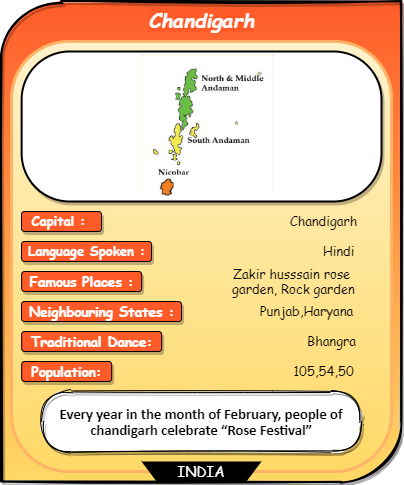 Chandigarh
North & Middle
Andaman
South Andaman
Nicobar
Capital : Chandigarh
Language Spoken : Hindi
Famous Places : Zakir husssain rose
garden, Rock garden
Neighbouring States : Punjab,Haryana
Traditional Dance: Bhangra
Population: 105,54,50
Every year in the month of February, people of
chandigarh celebrate “Rose Festival”
INDIA